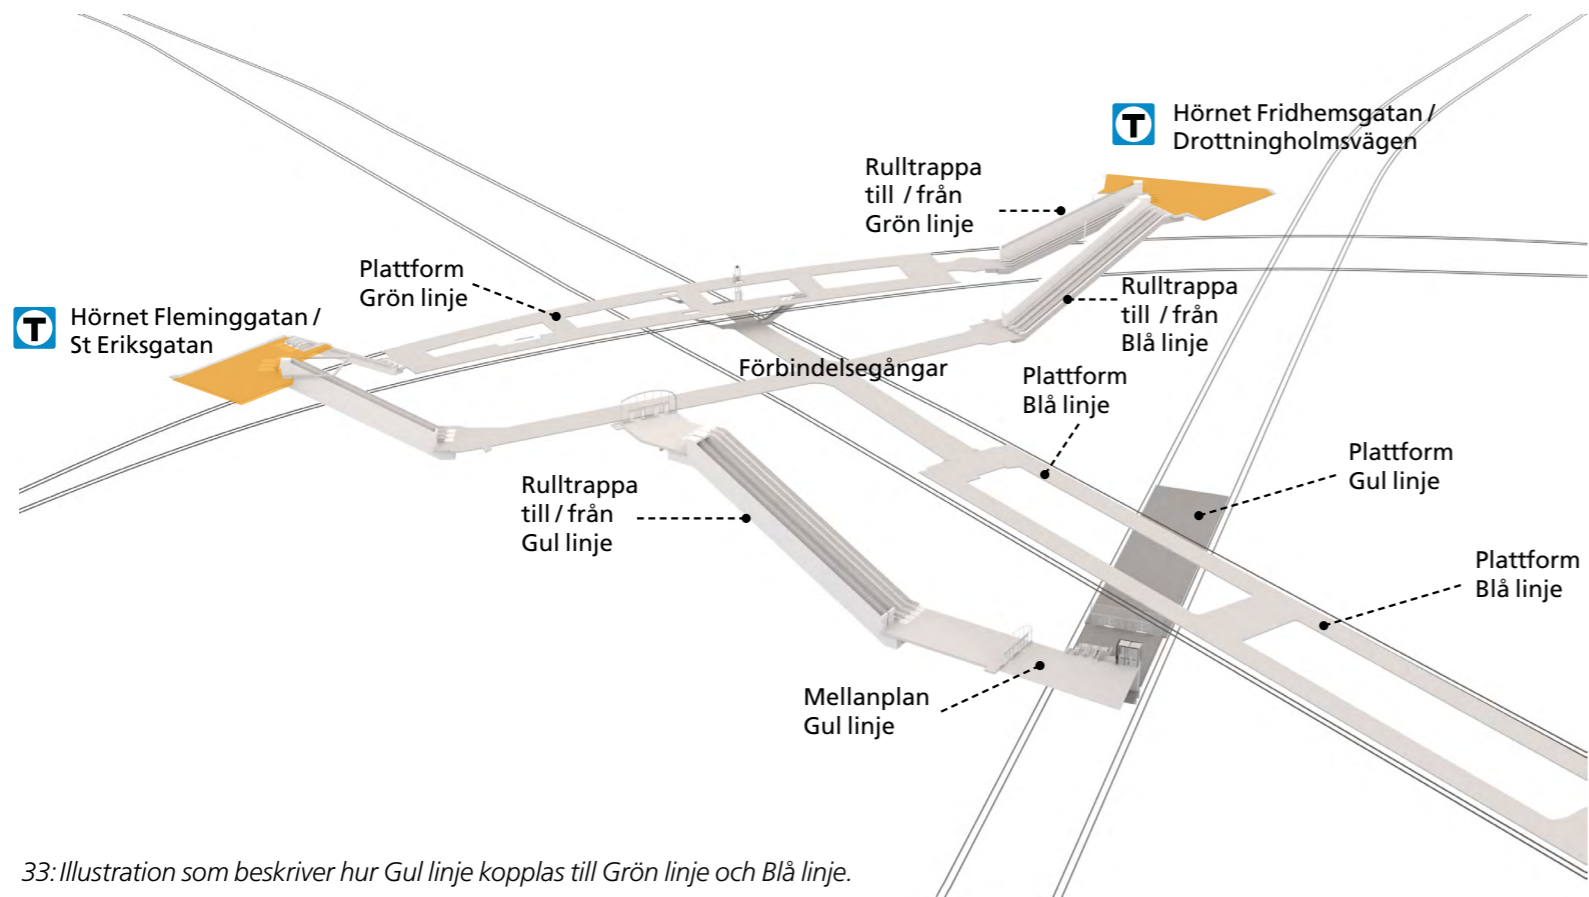 T
Hörnet Fridhemsgatan /
Drottningholmsvägen
Rulltrappa
till / från
Grön linje
Plattform
Grön linje
T
Hörnet Fleminggatan /
St Eriksgatan
Rulltrappa
till / från
Blå linje
Förbindelsegångar
Plattform
Blå linje
Plattform
Gul linje
Rulltrappa
till / från
Gul linje
Plattform
Blå linje
Mellanplan
Gul linje
33: Illustration som beskriver hur Gul linje kopplas till Grön linje och Blå linje.